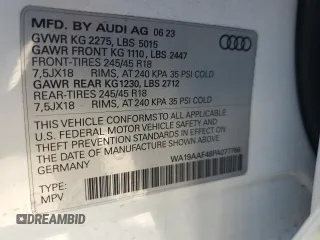 MFD. BY AUDI AG 06 23
GVWR KG 2275, LBS 5015
GAWR FRONT KG 1110, LBS 2447
FRONT-TIRES 245/45 R18
7,5JX18 RIMS, AT 240 KPA 35 PSI COLD
GAWR REAR KG1230, LBS 2712
REAR-TIRES 245/45 R18
7,5JX18 RIMS, AT 240 KPA 35 PSI COLD
THIS VEHICLE CONFORMS TO ALL APPLICABLE
U.S. FEDERAL MOTOR VEHICLE SAFETY, BUMPER AND
THEFT PREVENTION STANDARDS IN EFFECT ON THE
DATE OF MANUFACTURE SHOWN ABOVE.
GERMANY
TYPE:
MPV